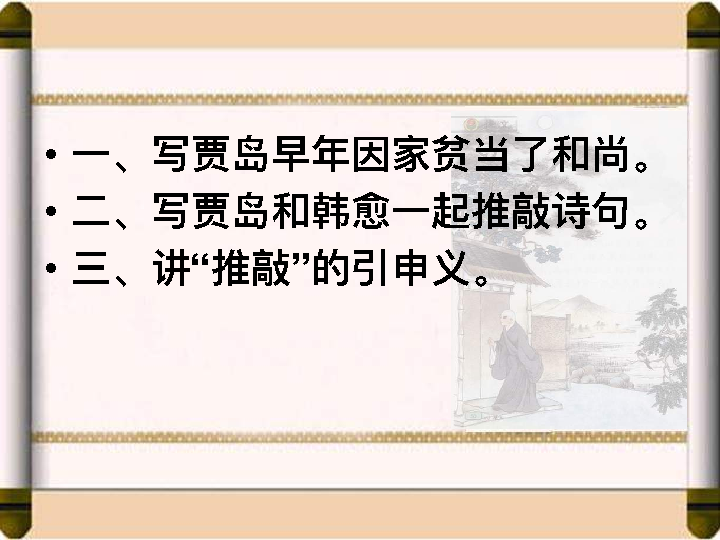 • 一、写贾岛早年因家贫当了和尚。
• 二、写贾岛和韩愈一起推敲诗句。
• 三、讲“推敲”的引申义。